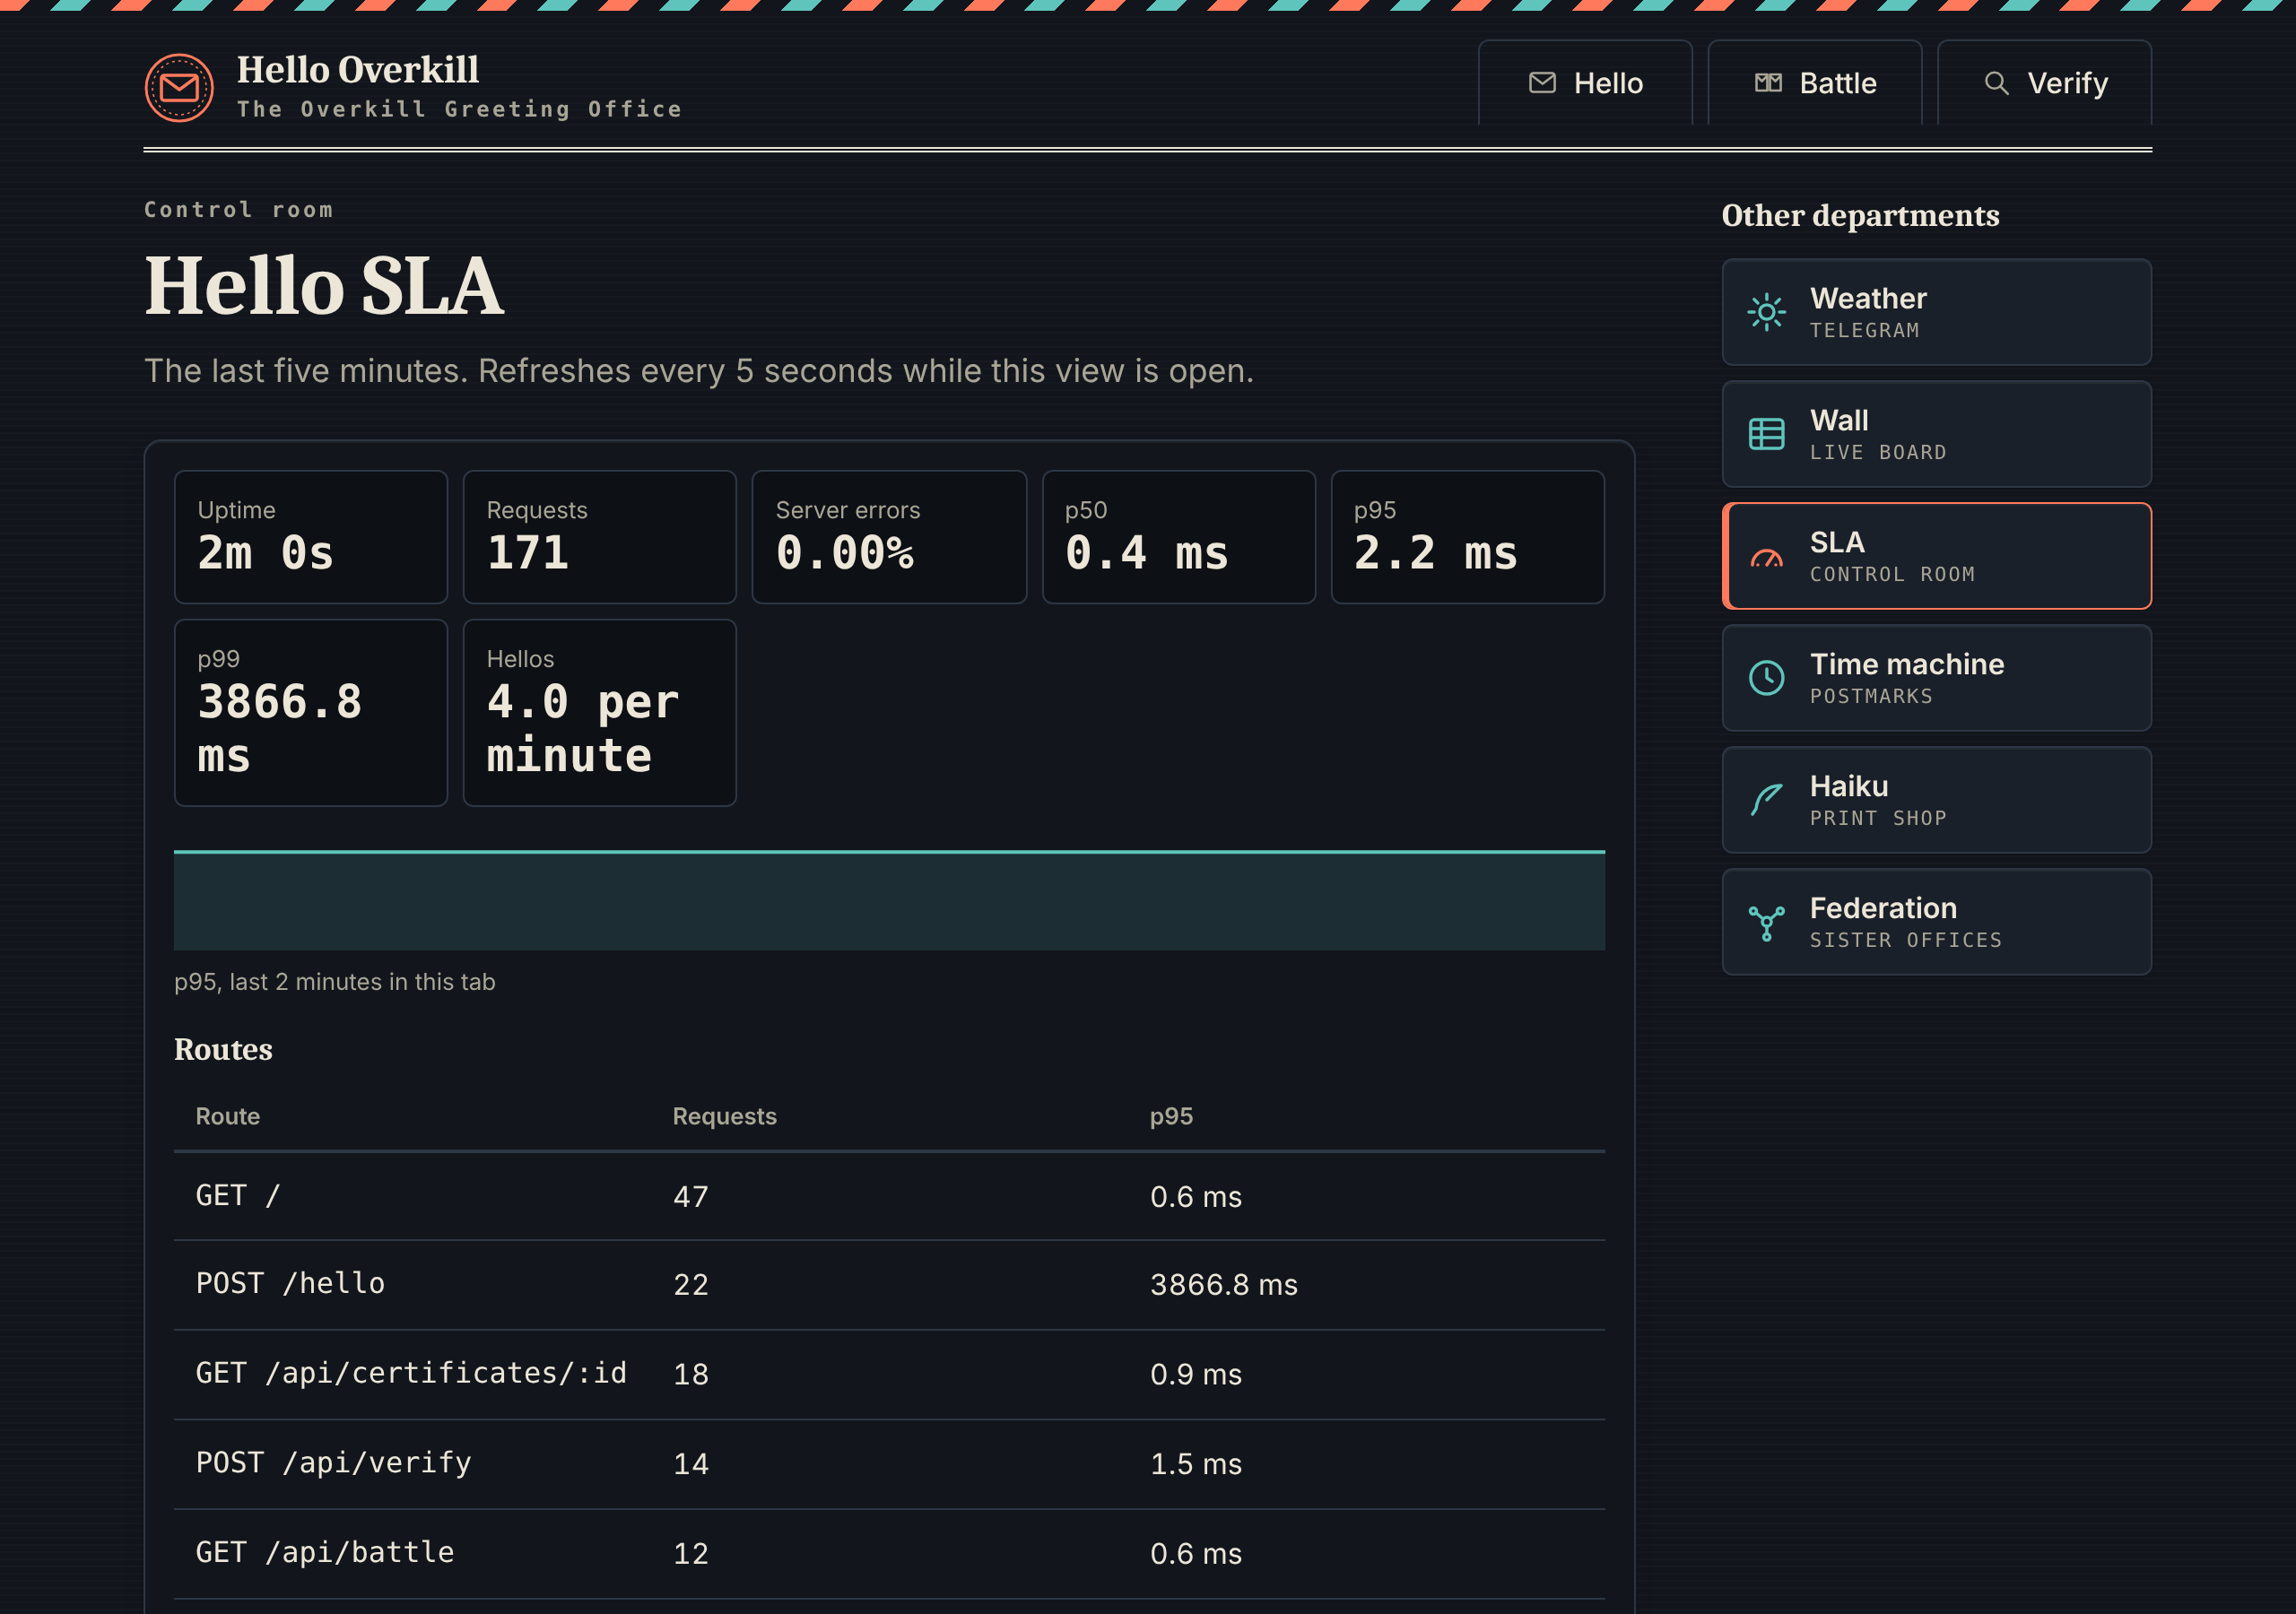 Hello Overkill
The Overkill Greeting Office
Hello
Battle
Verify
Control room
Hello SLA
The last five minutes. Refreshes every 5 seconds while this view is open.
Uptime
2m 0s
Requests
171
Server errors
0.00%
p50
0.4 ms
p95
2.2 ms
p99
3866.8
ms
Hellos
4.0 per
minute
p95, last 2 minutes in this tab
Routes
Route Requests p95
GET / 47 0.6 ms
POST /hello 22 3866.8 ms
GET /api/certificates/:id 18 0.9 ms
POST /api/verify 14 1.5 ms
GET /api/battle 12 0.6 ms
Other departments
Weather
TELEGRAM
Wall
LIVE BOARD
SLA
CONTROL ROOM
Time machine
POSTMARKS
Haiku
PRINT SHOP
Federation
SISTER OFFICES